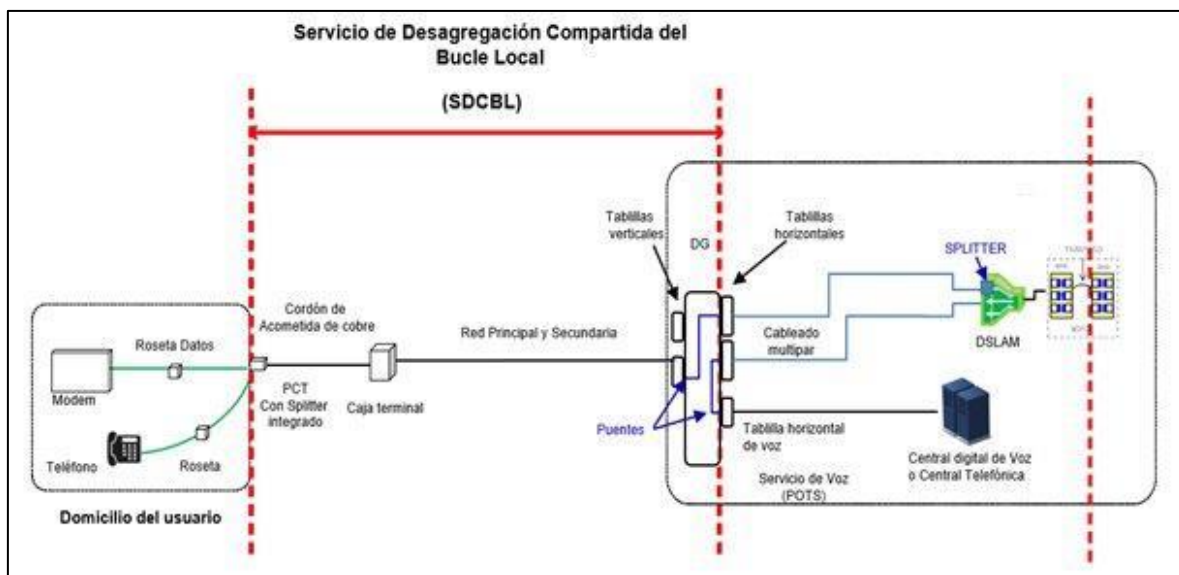 Servicio de Desagregación Compartida del
Bucle Local
(SDCBL)
Tablillas
verticales
DG
Tablillas
horizontales
SPLITTER
Cordón de
Acometida de cobre
Red Principal y Secundaria
Cableado
multipar
DSLAM
Roseta Datos
Modem
PCT
Con Splitter
integrado
Caja terminal
Puentes
Tablilla horizontal
de voz
Central digital de Voz
o Central Telefónica
Teléfono
Roseta
Servicio de Voz
(POTS)
Domicilio del usuario